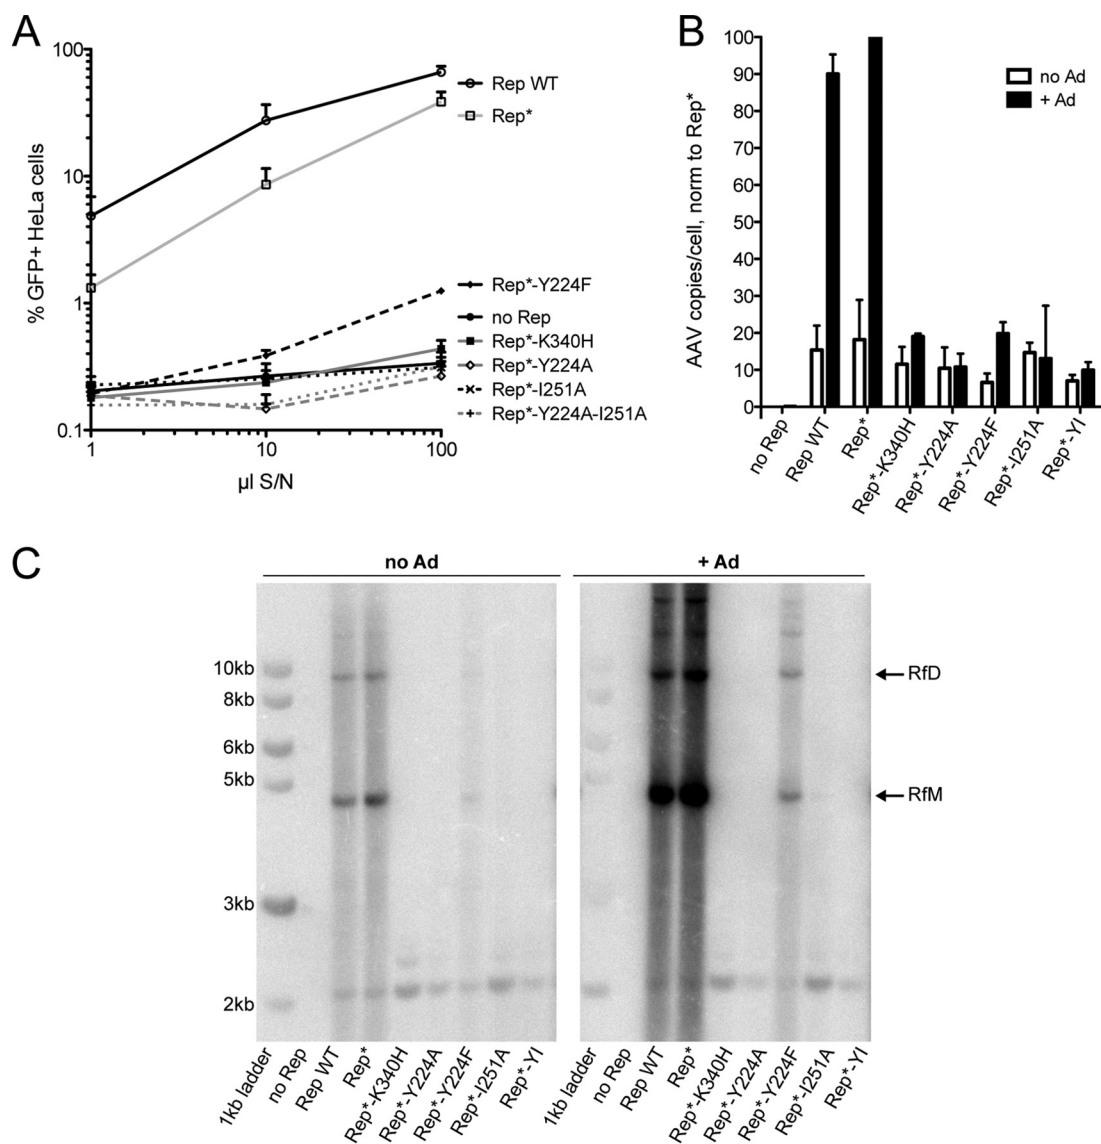 A
% GFP+ HeLa cells
100
10
1
0.1
1
10
100
µl S/N
Rep WT
Rep*
Rep*-Y224F
no Rep
Rep*-K340H
Rep*-Y224A
Rep*-I251A
Rep*-Y224A-I251A
B
AAV copies/cell, norm to Rep*
100
90
80
70
60
50
40
30
20
10
0
no Ad
+ Ad
no Rep
Rep WT
Rep*
Rep*-K340H
Rep*-Y224A
Rep*-Y224F
Rep*-I251A
Rep*-YI
C
no Ad
+ Ad
10kb
8kb
6kb
5kb
3kb
2kb
RfD
RfM
1kb ladder
no Rep
Rep WT
Rep*
Rep*-K340H
Rep*-Y224A
Rep*-Y224F
Rep*-I251A
Rep*-YI
1kb ladder
no Rep
Rep WT
Rep*
Rep*-K340H
Rep*-Y224A
Rep*-Y224F
Rep*-I251A
Rep*-YI